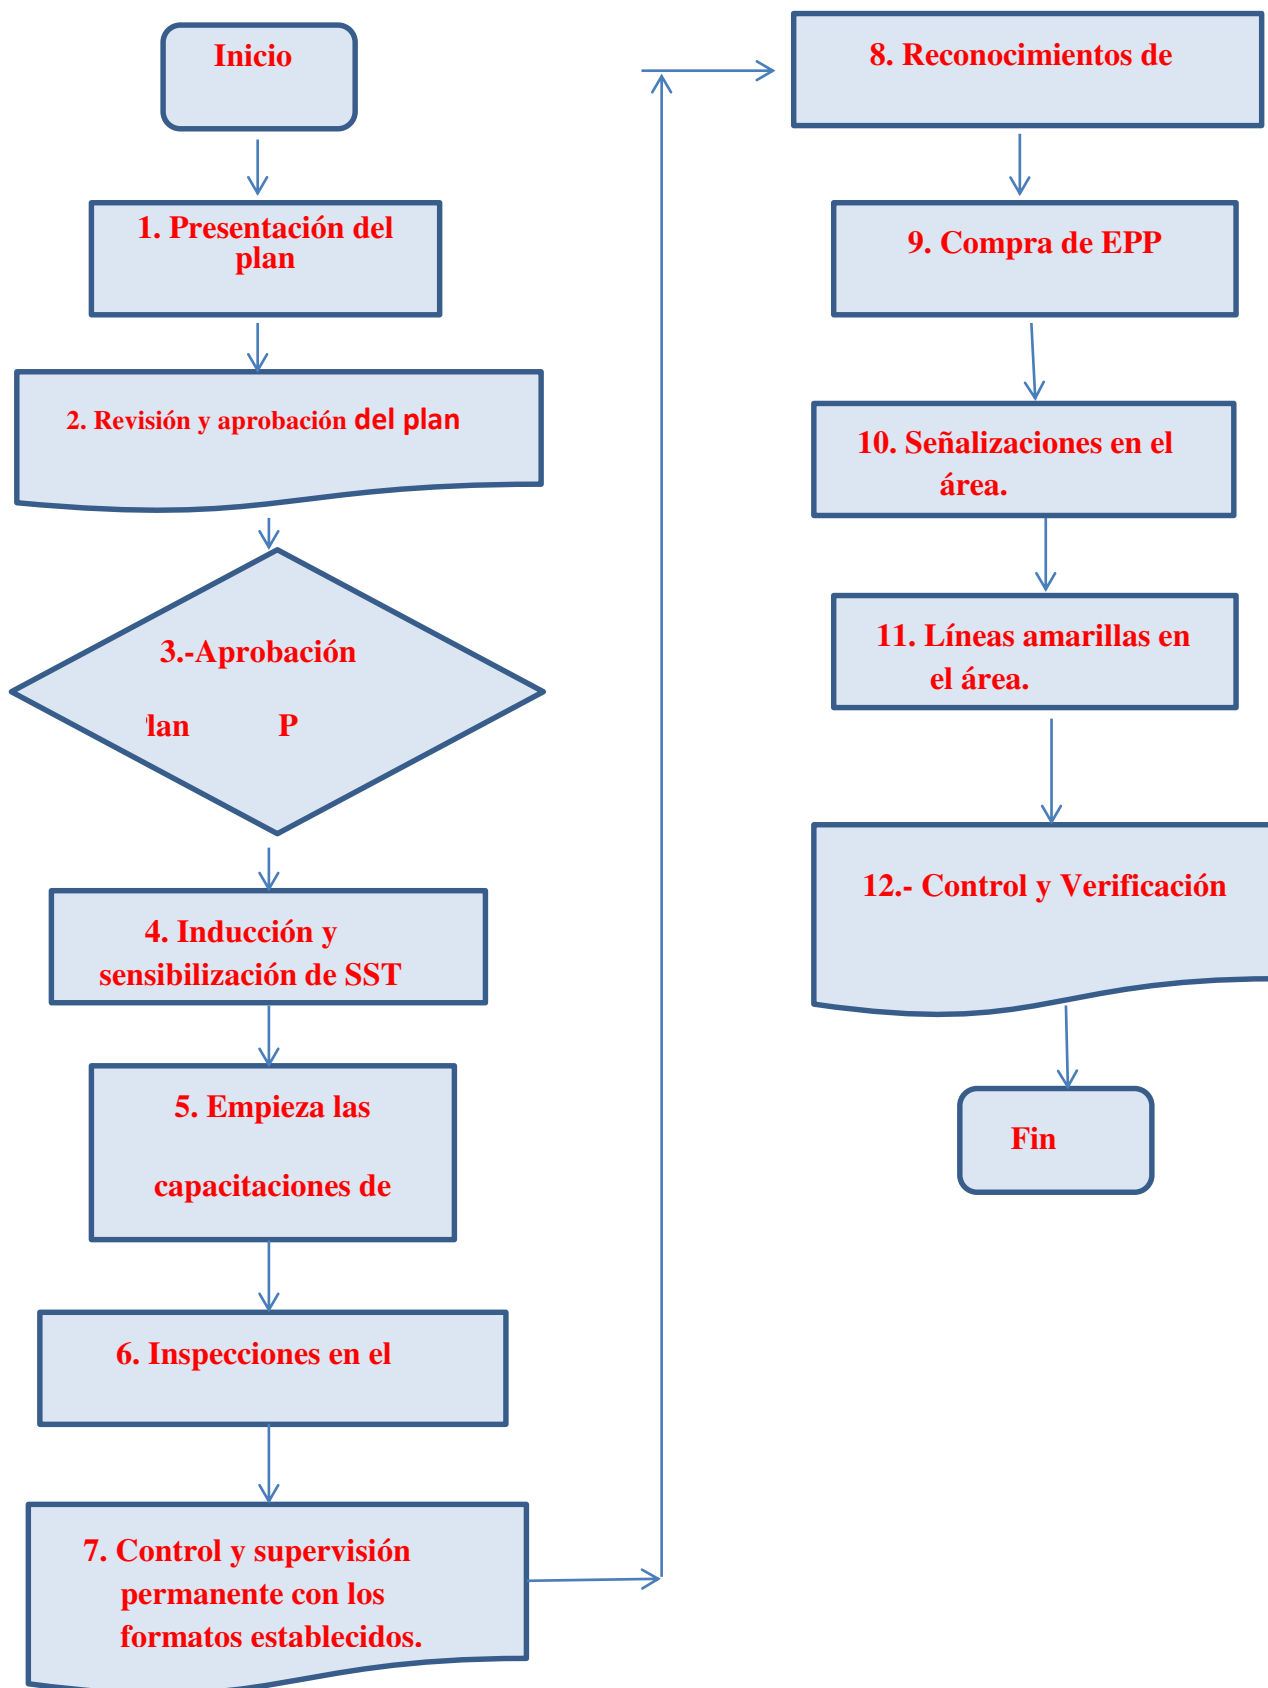 Inicio
1. Presentación del
plan
2. Revisión y aprobación del plan
3.-Aprobación
lan P
4. Inducción y
sensibilización de SST
5. Empieza las
capacitaciones de
6. Inspecciones en el
7. Control y supervisión
permanente con los
formatos establecidos.
8. Reconocimientos de
9. Compra de EPP
10. Señalizaciones en el
área.
11. Líneas amarillas en
el área.
12.- Control y Verificación
Fin